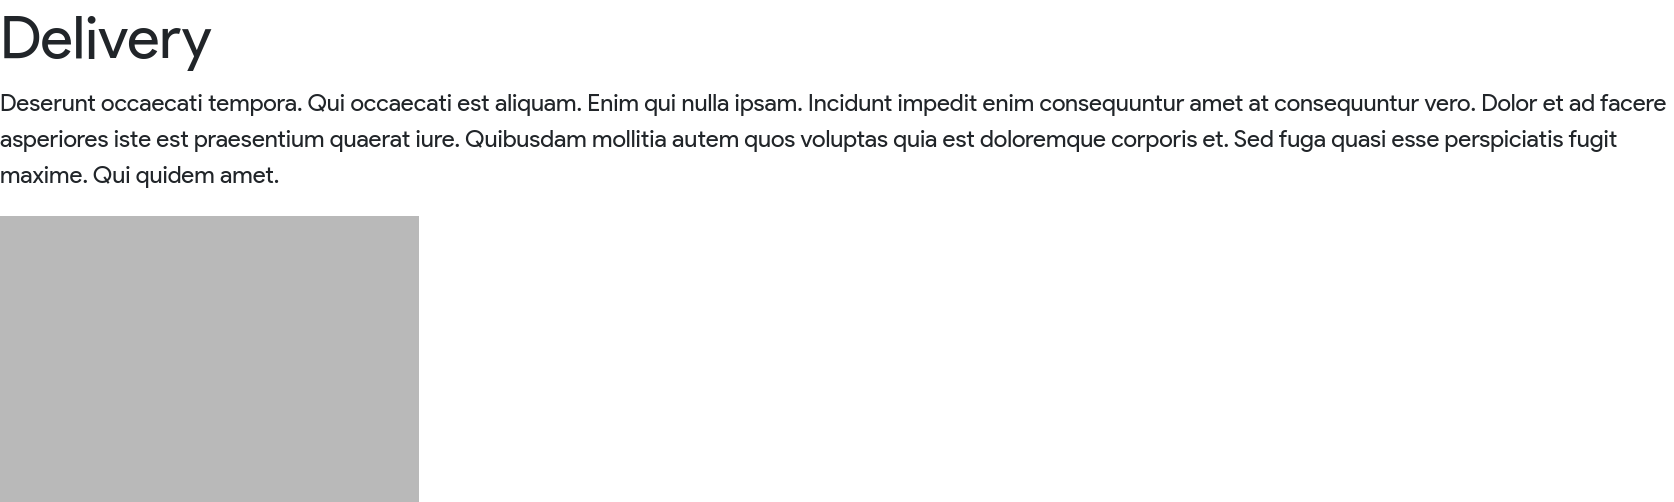 Delivery
Deserunt occaecati tempora. Qui occaecati est aliquam. Enim qui nulla ipsam. Incidunt impedit enim consequuntur amet at consequuntur vero. Dolor et ad facere
asperiores iste est praesentium quaerat iure. Quibusdam mollitia autem quos voluptas quia est doloremque corporis et. Sed fuga quasi esse perspiciatis fugit
maxime. Qui quidem amet.